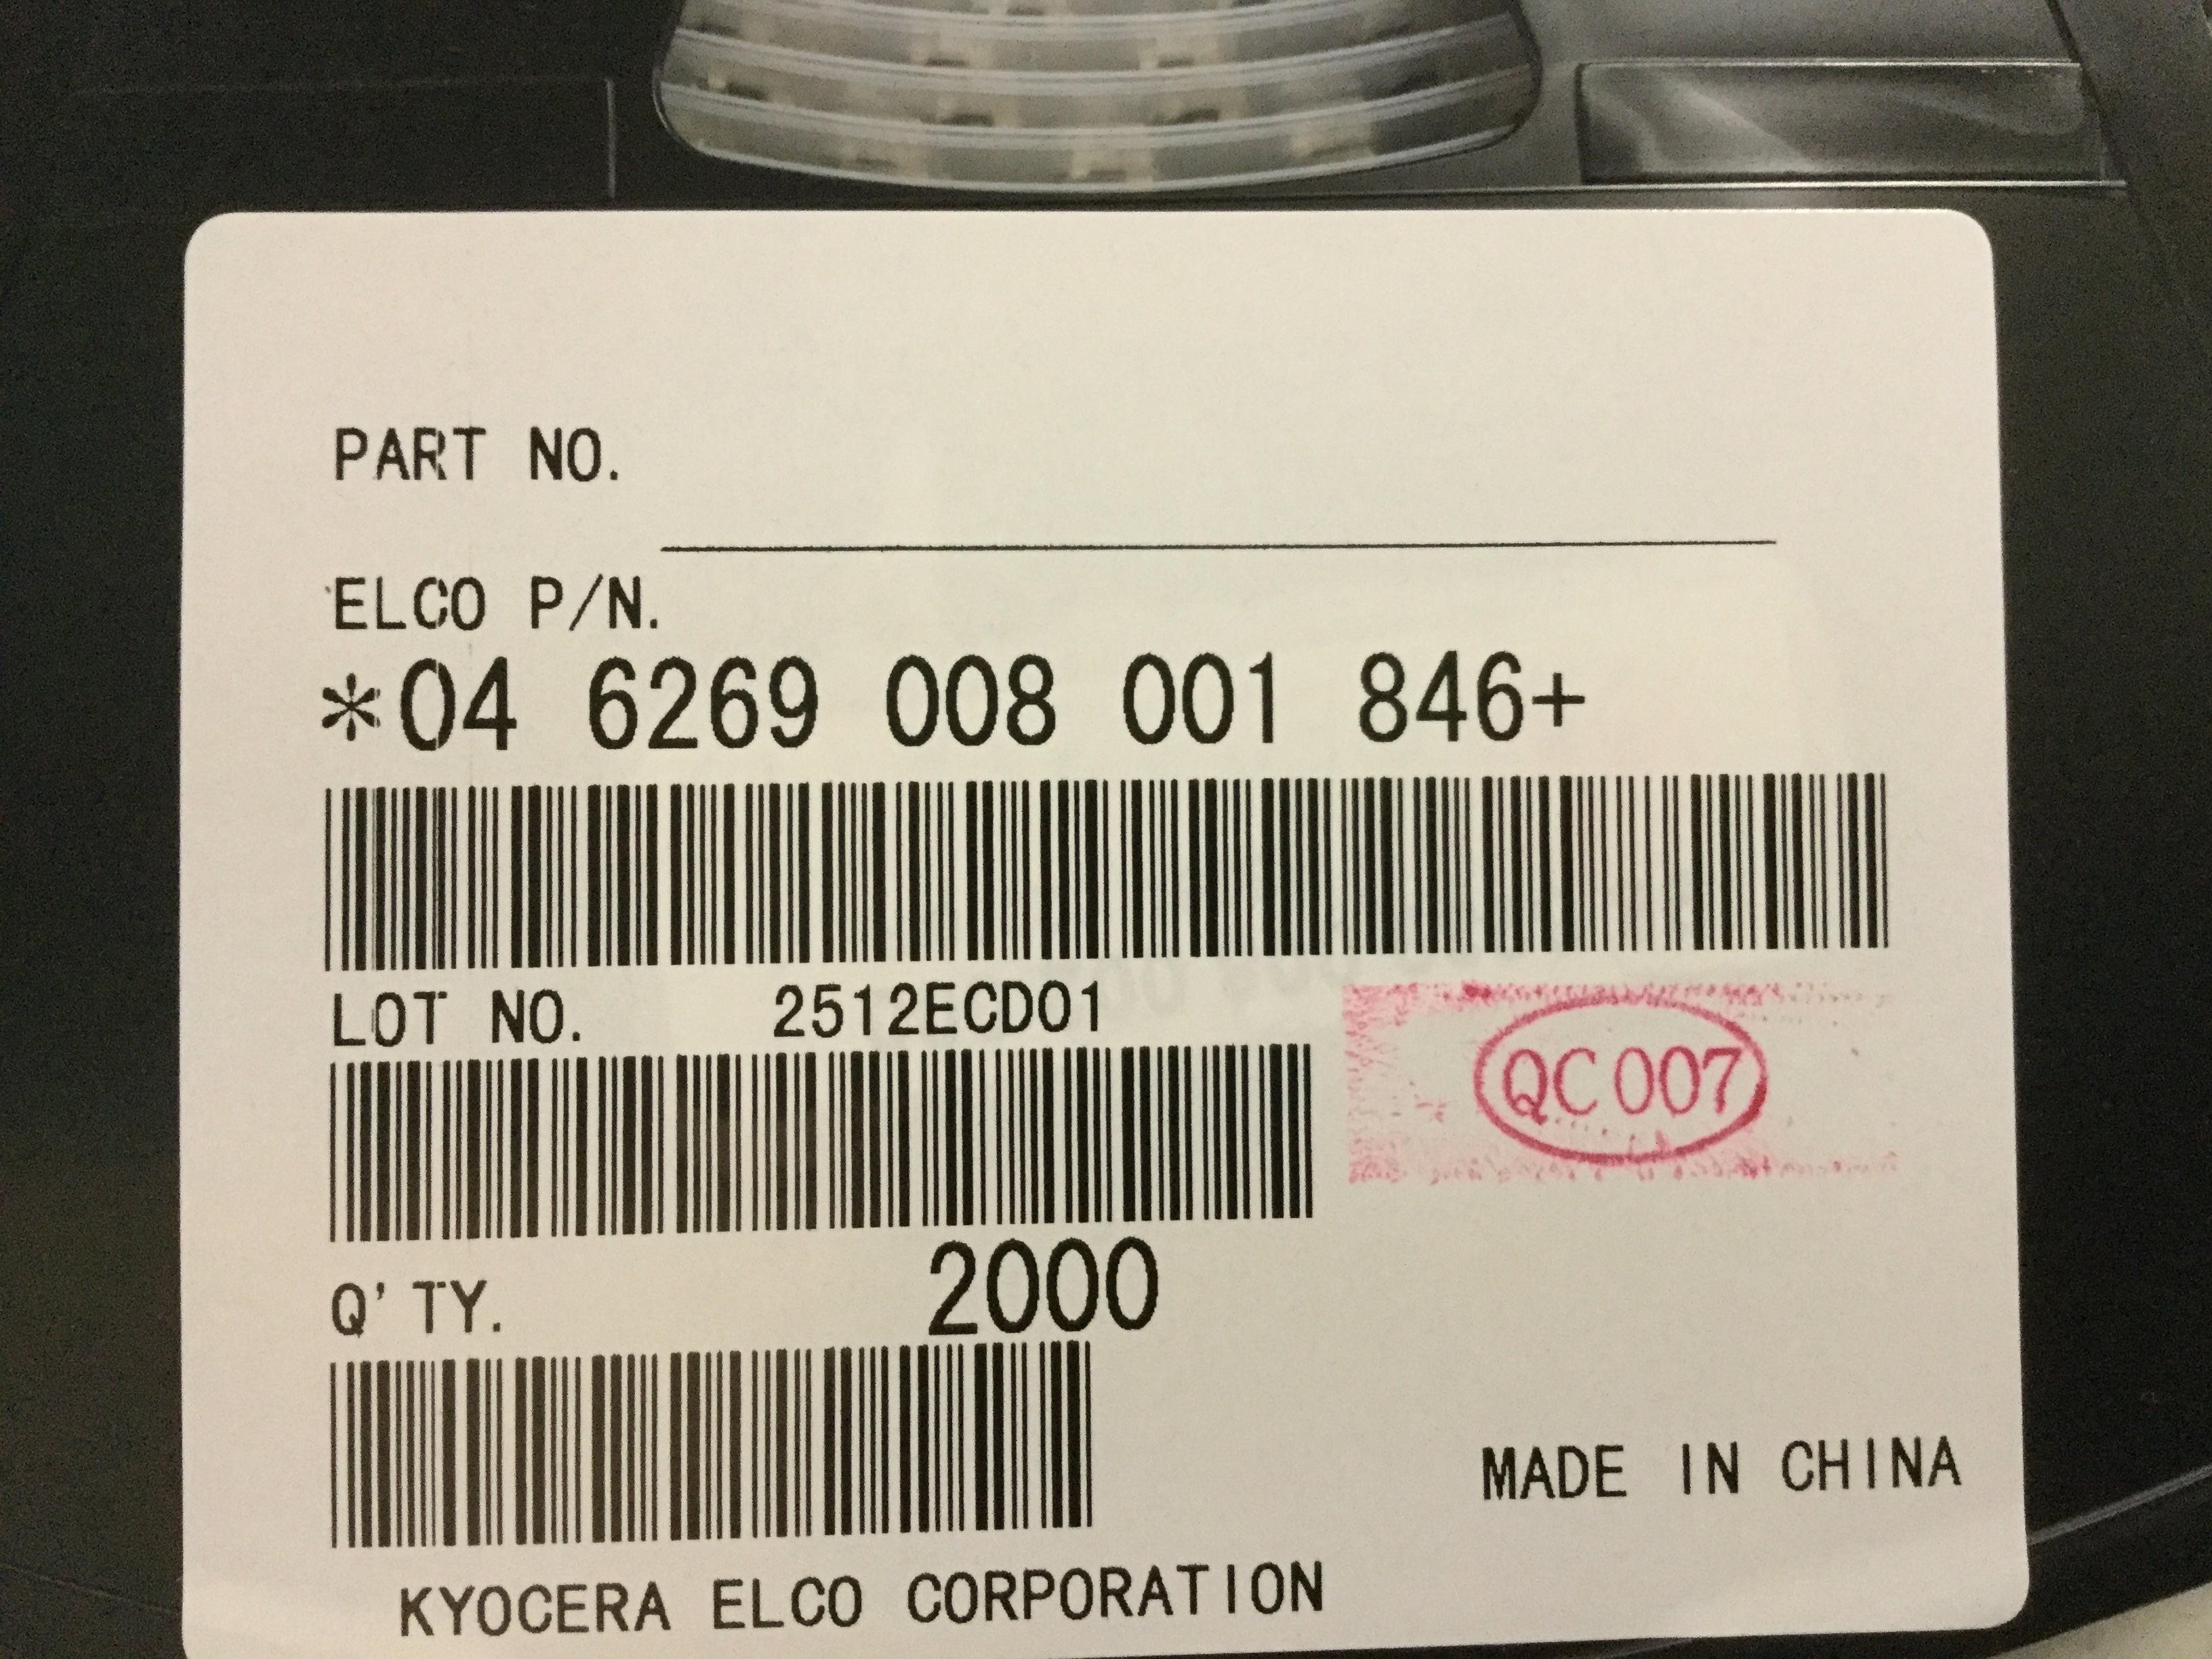 PART NO.
ELCO P/N.
*04 6269 008 001 846+
LOT NO. 2512ECD01
QC 007
Q'TY. 2000
MADE IN CHINA
KYOCERA ELCO CORPORATION